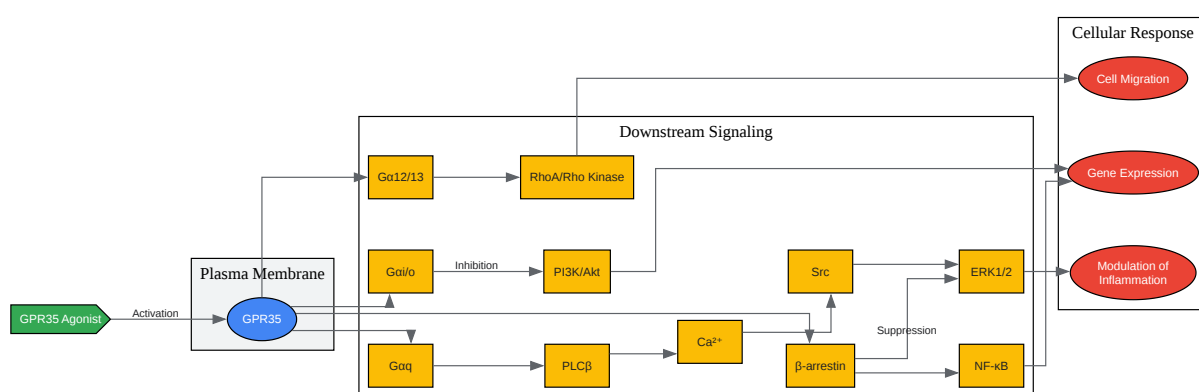 Cellular Response
Cell Migration
Downstream Signaling
Gα12/13
RhoA/Rho Kinase
Gene Expression
Plasma Membrane
Gαi/o
Inhibition
PI3K/Akt
Src
ERK1/2
Modulation of
Inflammation
GPR35 Agonist
Activation
GPR35
Suppression
Ca²⁺
Gαq
PLCβ
β-arrestin
NF-κB